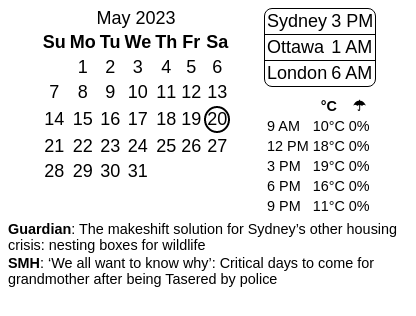 May 2023
Su Mo Tu We Th Fr Sa
1 2 3 4 5 6
7 8 9 10 11 12 13
14 15 16 17 18 19 20
21 22 23 24 25 26 27
28 29 30 31
Sydney 3 PM
Ottawa 1 AM
London 6 AM
°C ☂
9 AM 10°C 0%
12 PM 18°C 0%
3 PM 19°C 0%
6 PM 16°C 0%
9 PM 11°C 0%
Guardian: The makeshift solution for Sydney's other housing
crisis: nesting boxes for wildlife
SMH: ‘We all want to know why’: Critical days to come for
grandmother after being Tasered by police